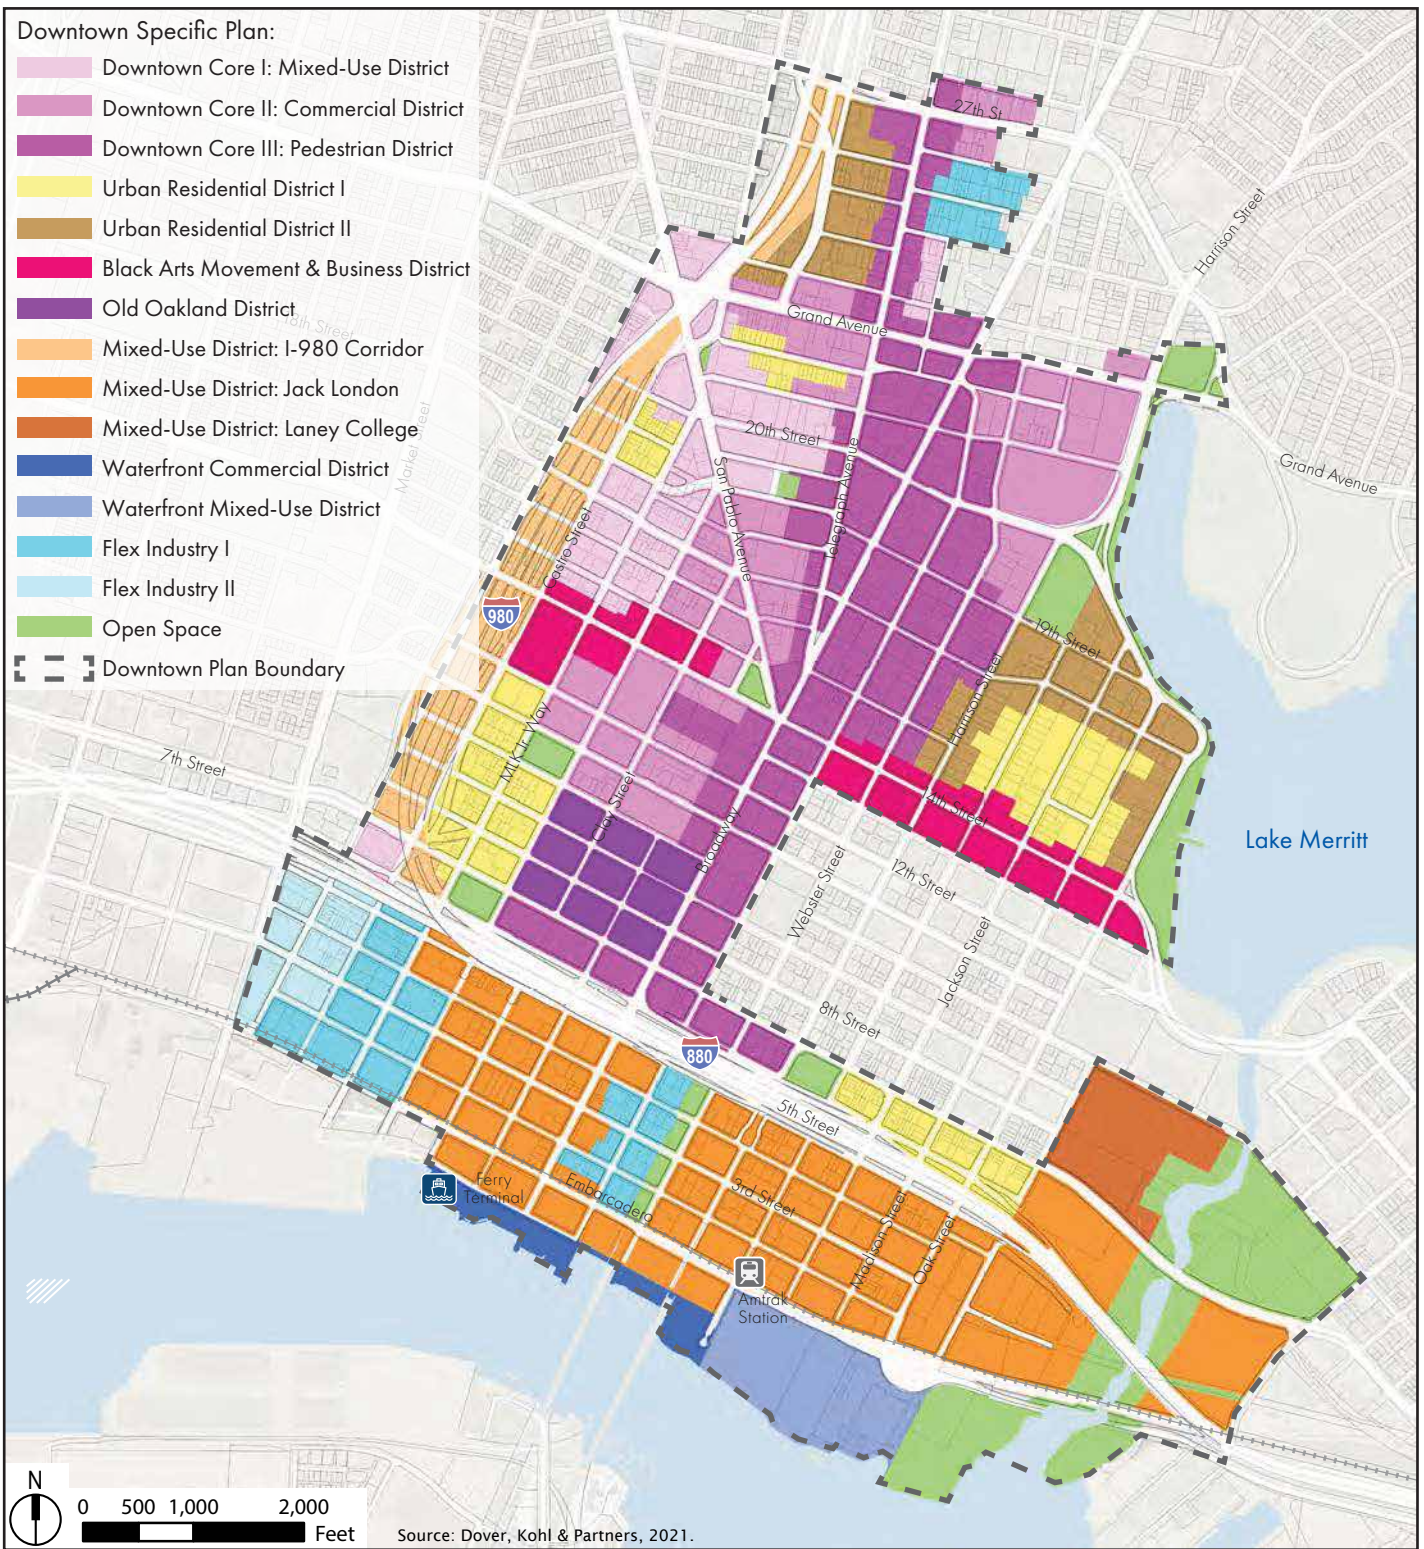 Downtown Specific Plan:
Downtown Core I: Mixed-Use District
Downtown Core II: Commercial District
Downtown Core III: Pedestrian District
Urban Residential District I
Urban Residential District II
Black Arts Movement & Business District
Old Oakland District
Mixed-Use District: I-980 Corridor
Mixed-Use District: Jack London
Mixed-Use District: Laney College
Waterfront Commercial District
Waterfront Mixed-Use District
Flex Industry I
Flex Industry II
Open Space
Downtown Plan Boundary
18th Street
Market Street
27th St
Harrison Street
Grand Avenue
Grand Avenue
20th Street
San Pablo Avenue
Telegraph Avenue
Castro Street
980
19th Street
Harrison Street
MLK Jr. Way
7th Street
Clay Street
Broadway
14th Street
Lake Merritt
12th Street
Webster Street
Jackson Street
8th Street
880
5th Street
Ferry
Terminal
Embarcadero
3rd Street
Madison Street
Oak Street
Amtrak
Station
N
0 500 1,000 2,000
Feet
Source: Dover, Kohl & Partners, 2021.